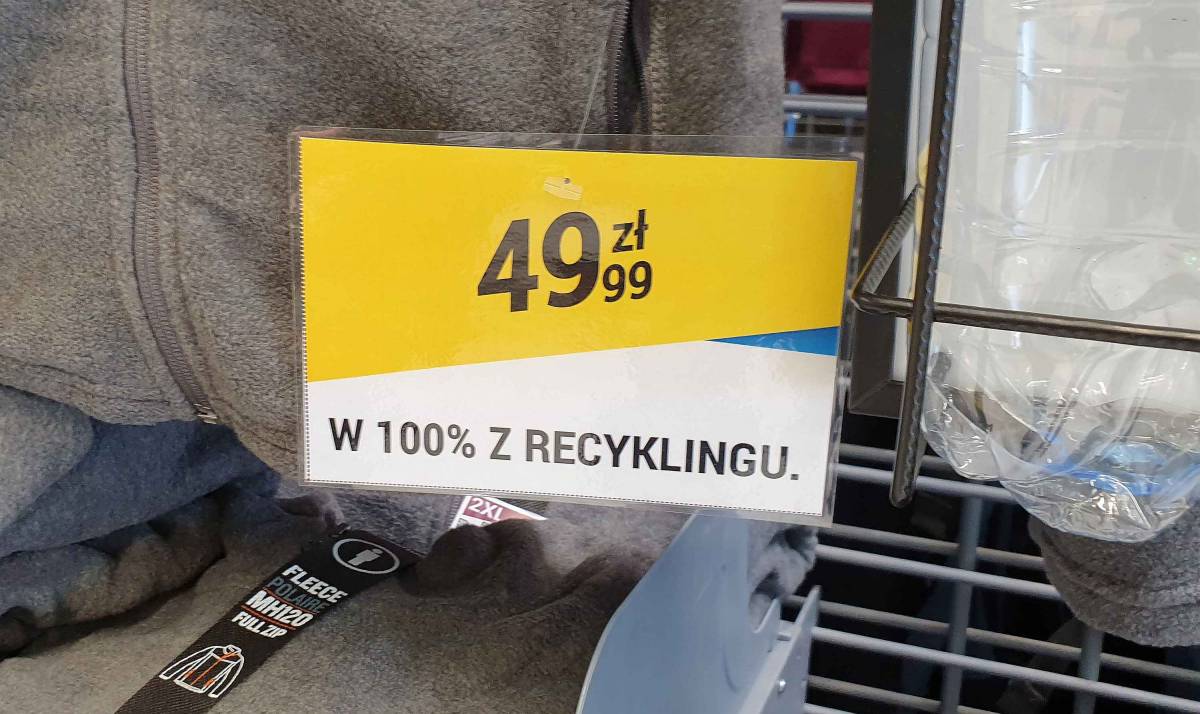 49 zł 99
W 100% Z RECYKLINGU.
2XL
FLEECE
POLAIRE
MH120
FULL ZIP